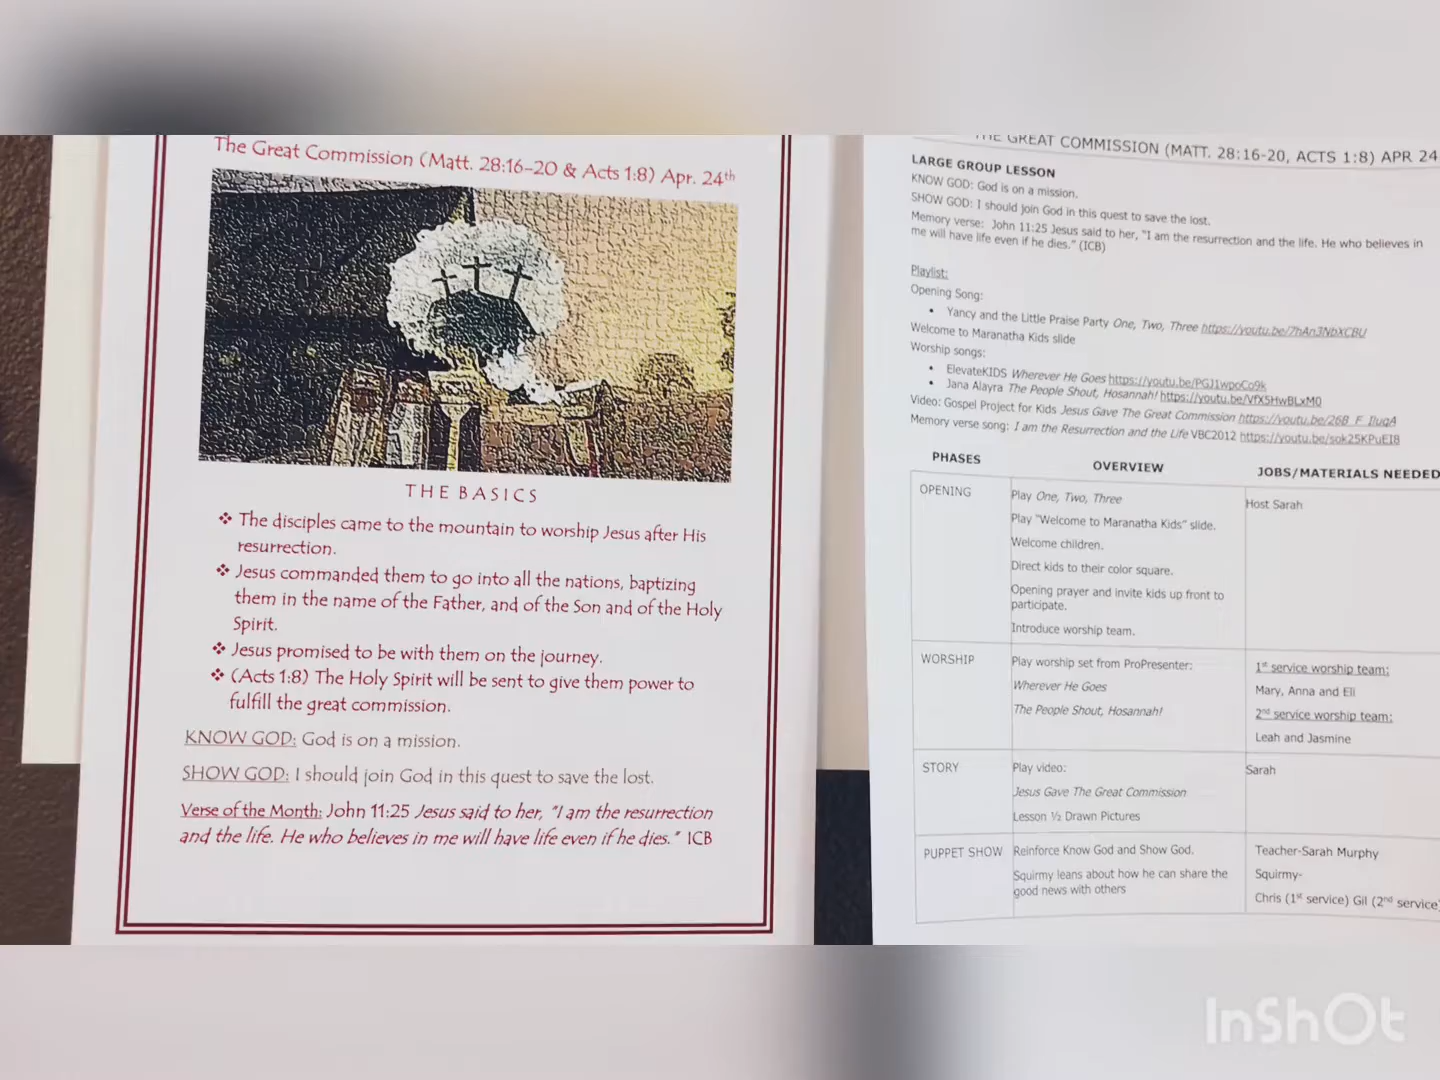 The Great Commission (Matt. 28:16-20 & Acts 1:8) Apr. 24th
THE BASICS
❖ The disciples came to the mountain to worship Jesus after His
resurrection.
❖ Jesus commanded them to go into all the nations, baptizing
them in the name of the Father, and of the Son and of the Holy
Spirit.
❖ Jesus promised to be with them on the journey.
❖ (Acts 1:8) The Holy Spirit will be sent to give them power to
fulfill the great commission.
KNOW GOD: God is on a mission.
SHOW GOD: I should join God in this quest to save the lost.
Verse of the Month: John 11:25 Jesus said to her, "I am the resurrection
and the life. He who believes in me will have life even if he dies." ICB
THE GREAT COMMISSION (MATT. 28:16-20, ACTS 1:8) APR 24
LARGE GROUP LESSON
KNOW GOD: God is on a mission.
SHOW GOD: I should join God in this quest to save the lost.
Memory verse: John 11:25 Jesus said to her, "I am the resurrection and the life. He who believes in
me will have life even if he dies." (ICB)
Playlist:
Opening Song:
• Yancy and the Little Praise Party One, Two, Three https://youtu.be/7hAn3NbXCBU
Welcome to Maranatha Kids slide
Worship songs:
• ElevateKIDS Wherever He Goes https://youtu.be/PGJ1wpoCo9k
• Jana Alayra The People Shout, Hosannah! https://youtu.be/VfX5HwBLxM0
Video: Gospel Project for Kids Jesus Gave The Great Commission
Memory verse song: I am the Resurrection and the Life VBC2012 https://youtu.be/sok25KPuEI8
PHASES OVERVIEW JOBS/MATERIALS NEEDED
OPENING
Play One, Two, Three
Play "Welcome to Maranatha Kids" slide.
Welcome children.
Direct kids to their color square.
Opening prayer and invite kids up front to
participate.
Introduce worship team.
Host Sarah
WORSHIP
Play worship set from ProPresenter:
Wherever He Goes
The People Shout, Hosannah!
1st service worship team:
Mary, Anna and Eli
2nd service worship team:
Leah and Jasmine
STORY
Play video:
Jesus Gave The Great Commission
Lesson ½ Drawn Pictures
Sarah
PUPPET SHOW
Reinforce Know God and Show God.
Squirmy leans about how he can share the
good news with others
Teacher-Sarah Murphy
Squirmy-
Chris (1st service) Gil (2nd service)
InShOt